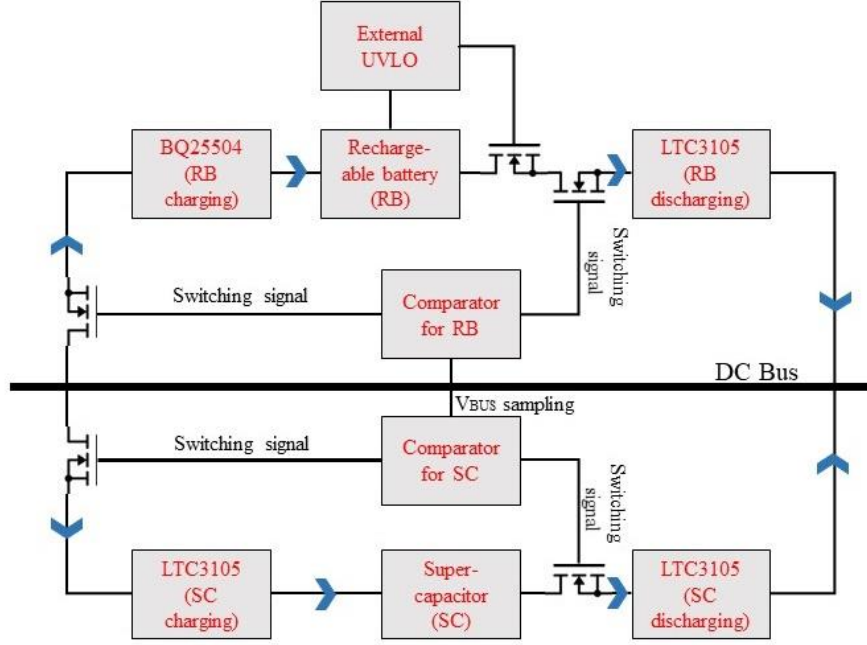 External
UVLO
BQ25504
(RB
charging)
Recharge-
able battery
(RB)
LTC3105
(RB
discharging)
Switching signal
Switching signal
Comparator
for RB
DC Bus
VBUS sampling
Switching signal
Comparator
for SC
Switching
signal
LTC3105
(SC
charging)
Super-
capacitor
(SC)
LTC3105
(SC
discharging)